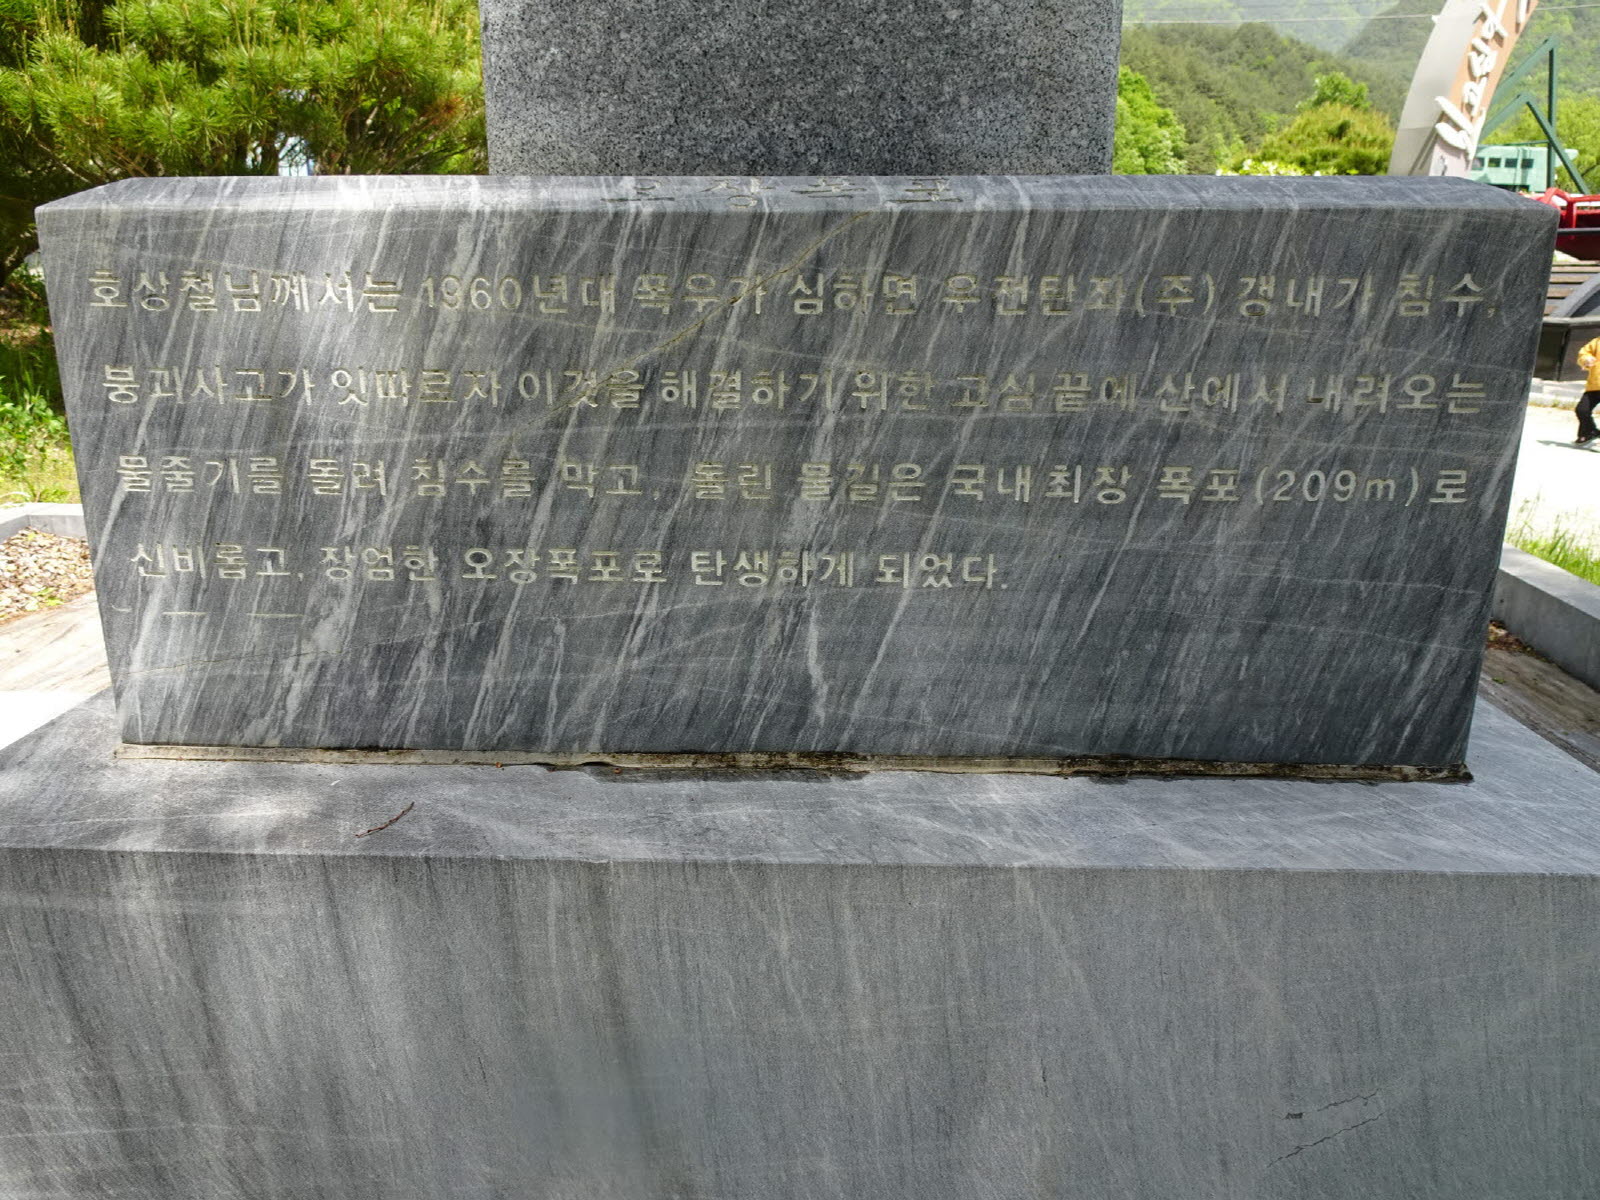 오장폭포
호상철님께서는 1960년대 폭우가 심하면 우전탄좌(주) 갱내가 침수,
붕괴사고가 잇따르자 이것을 해결하기 위한 고심 끝에 산에서 내려오는
물줄기를 돌려 침수를 막고, 돌린 물길은 국내최장 폭포(209m)로
신비롭고, 장엄한 오장폭포로 탄생하게 되었다.